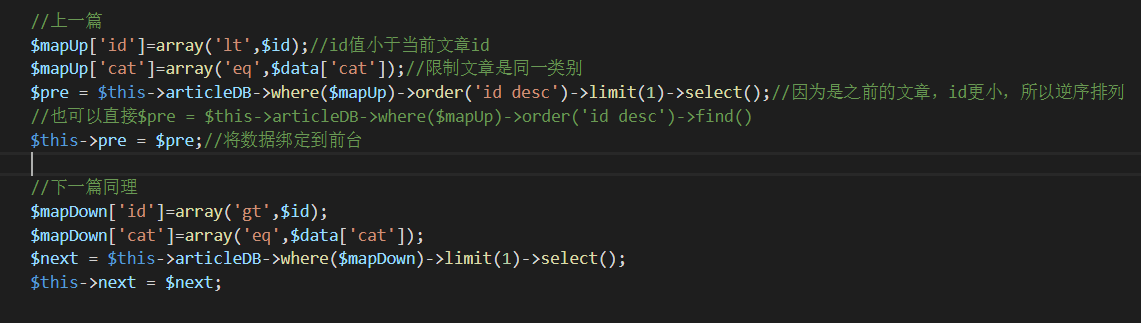 //上一篇
$mapUp['id']=array('lt',$id);//id值小于当前文章id
$mapUp['cat']=array('eq',$data['cat']);//限制文章是同一类别
$pre = $this->articleDB->where($mapUp)->order('id desc')->limit(1)->select();//因为是之前的文章，id更小，所以逆序排列
//也可以直接$pre = $this->articleDB->where($mapUp)->order('id desc')->find()
$this->pre = $pre;//将数据绑定到前台
//下一篇同理
$mapDown['id']=array('gt',$id);
$mapDown['cat']=array('eq',$data['cat']);
$next = $this->articleDB->where($mapDown)->limit(1)->select();
$this->next = $next;